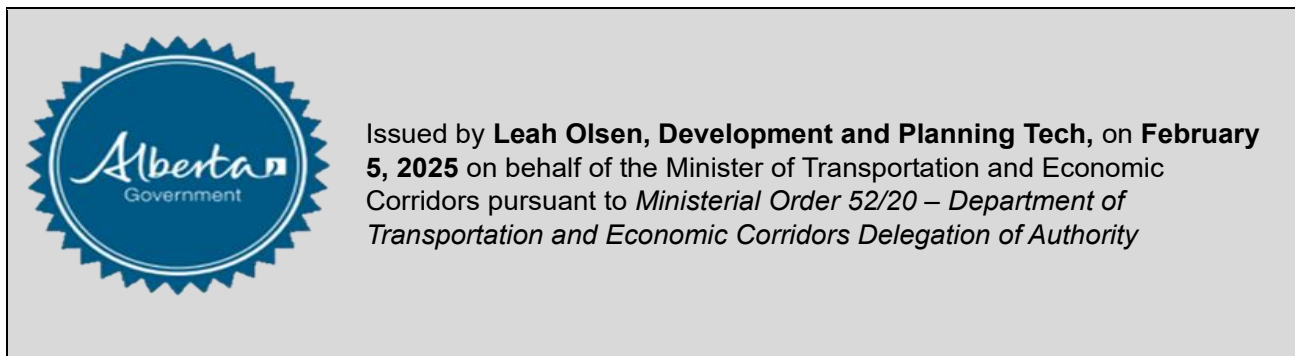 Alberta
Government
Issued by Leah Olsen, Development and Planning Tech, on February
5, 2025 on behalf of the Minister of Transportation and Economic
Corridors pursuant to Ministerial Order 52/20 – Department of
Transportation and Economic Corridors Delegation of Authority